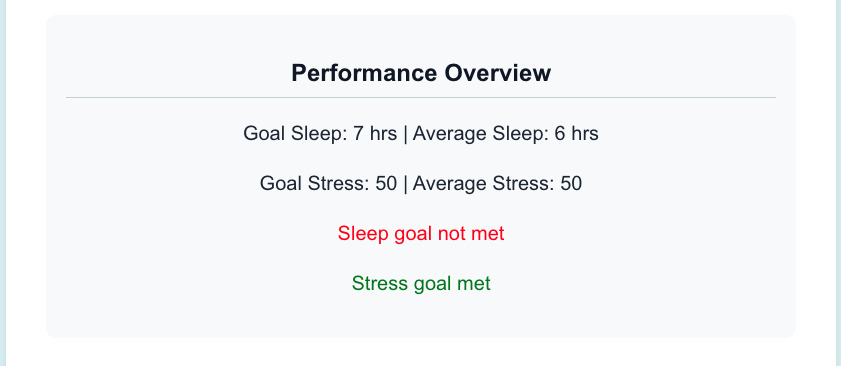 Performance Overview
Goal Sleep: 7 hrs | Average Sleep: 6 hrs
Goal Stress: 50 | Average Stress: 50
Sleep goal not met
Stress goal met